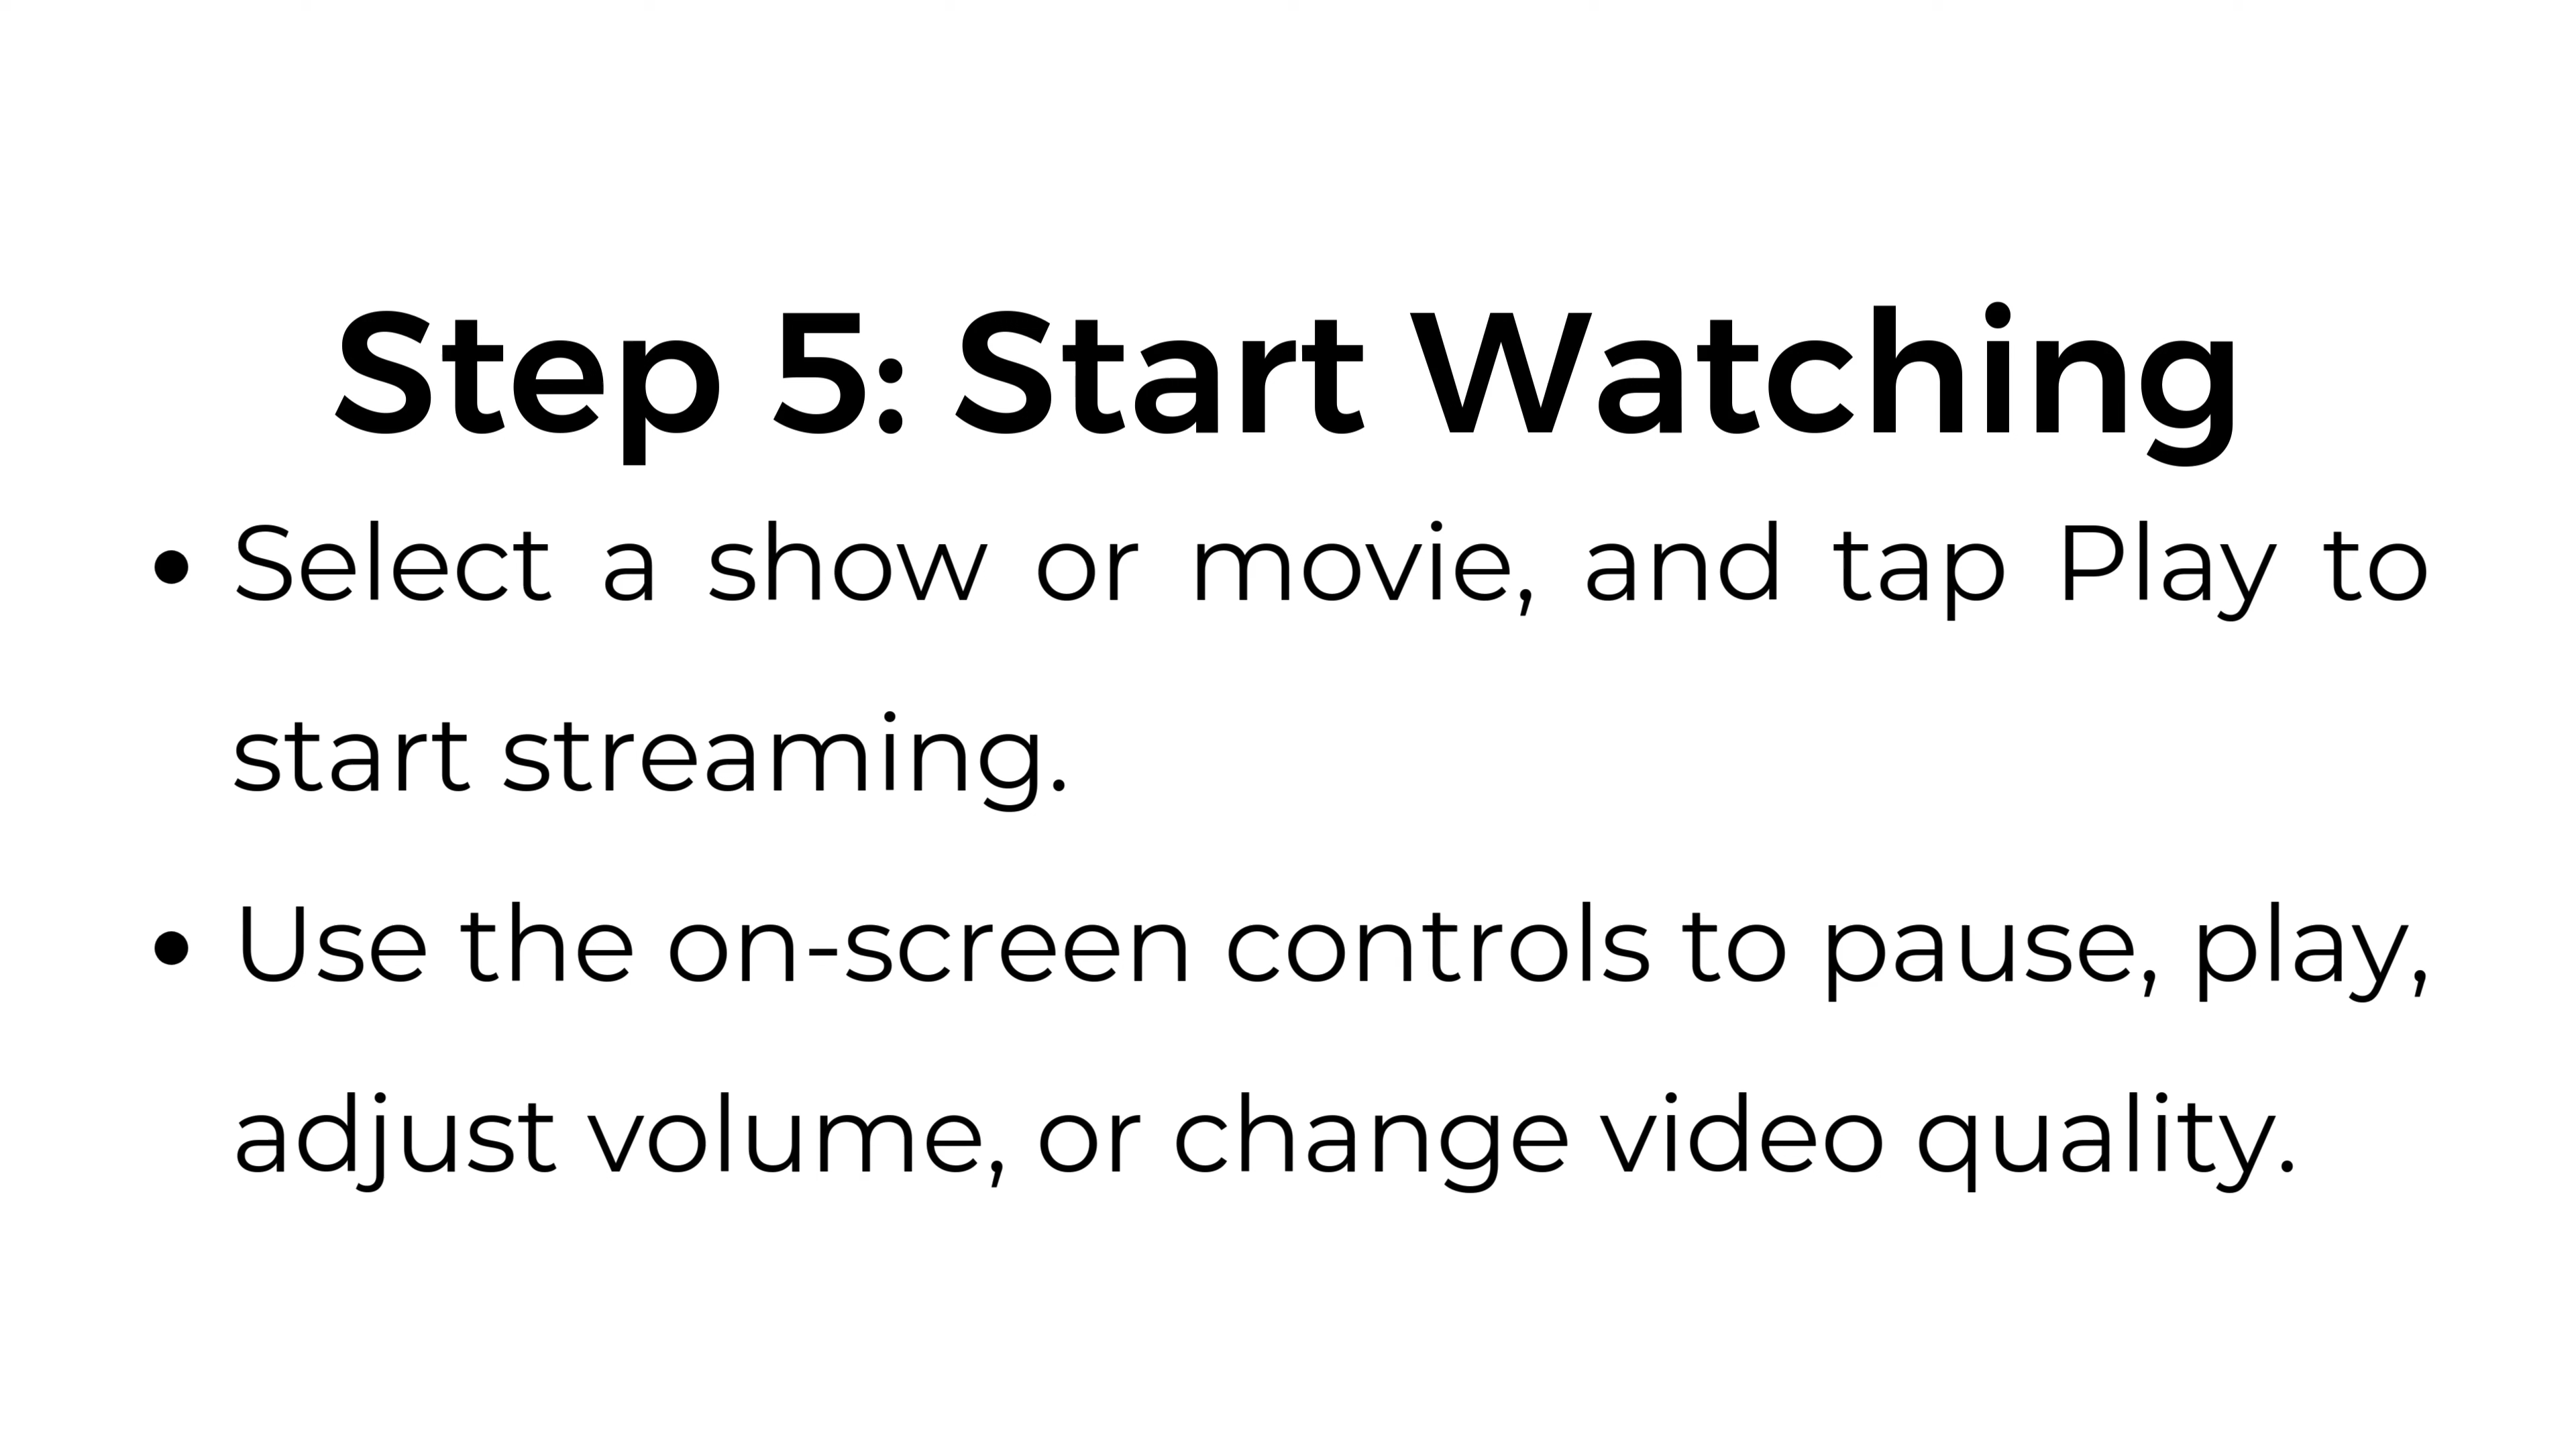 Step 5: Start Watching
• Select a show or movie, and tap Play to
start streaming.
• Use the on-screen controls to pause, play,
adjust volume, or change video quality.